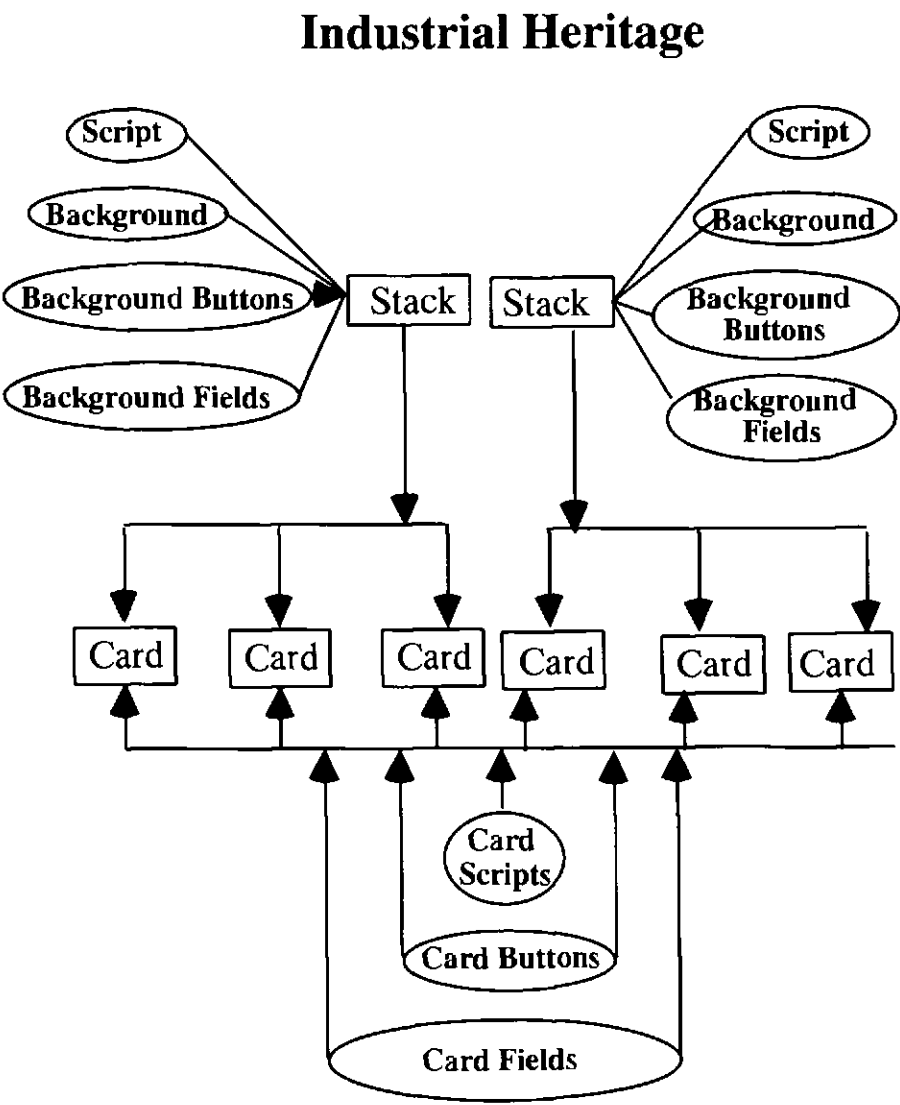 Industrial Heritage
Script
Script
Background
Background
Background Buttons
Background
Buttons
Stack
Stack
Background Fields
Background
Fields
Card
Card
Card
Card
Card
Card
Card
Scripts
Card Buttons
Card Fields